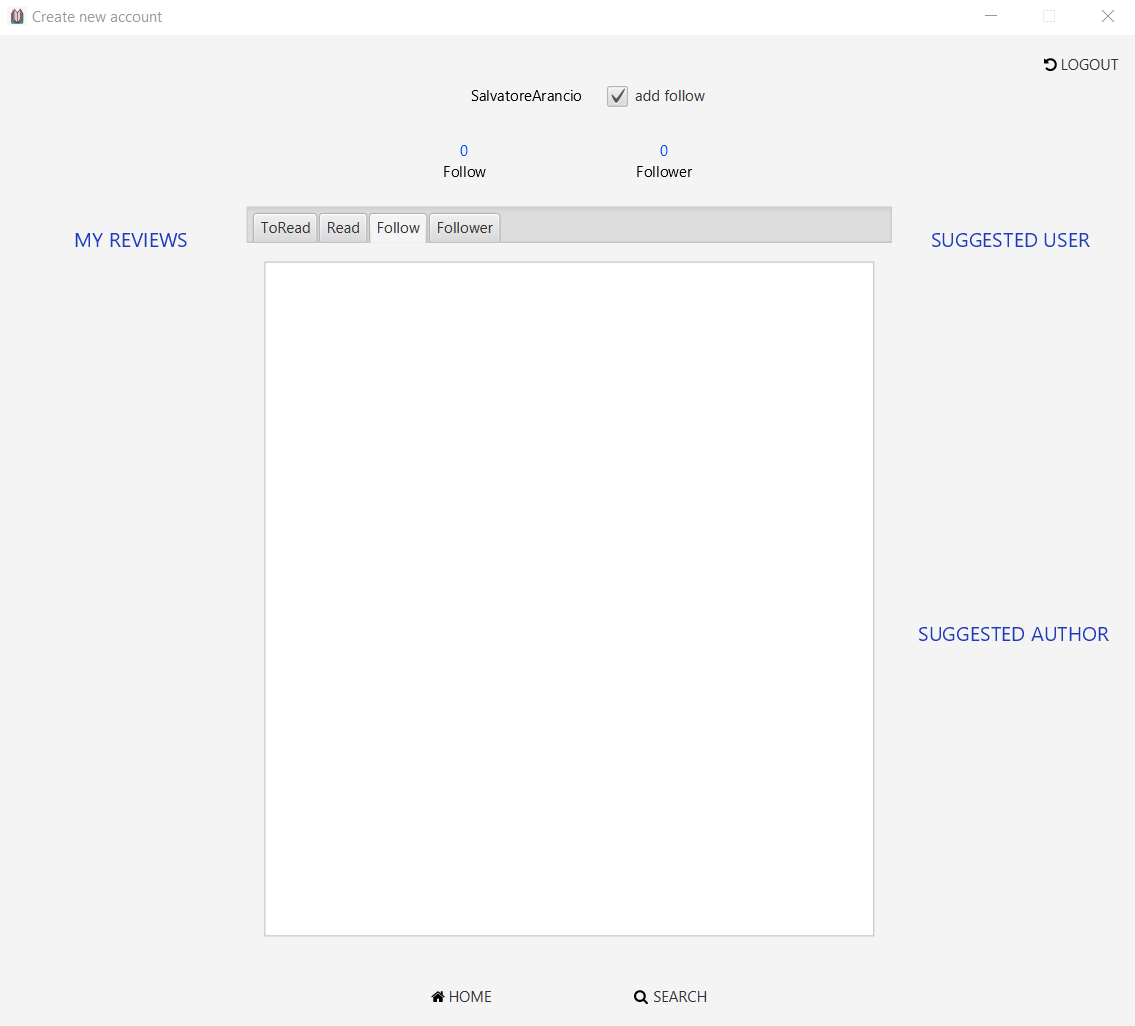 Create new account
LOGOUT
SalvatoreArancio add follow
0 0
Follow Follower
ToRead Read Follow Follower
MY REVIEWS SUGGESTED USER
SUGGESTED AUTHOR
HOME SEARCH